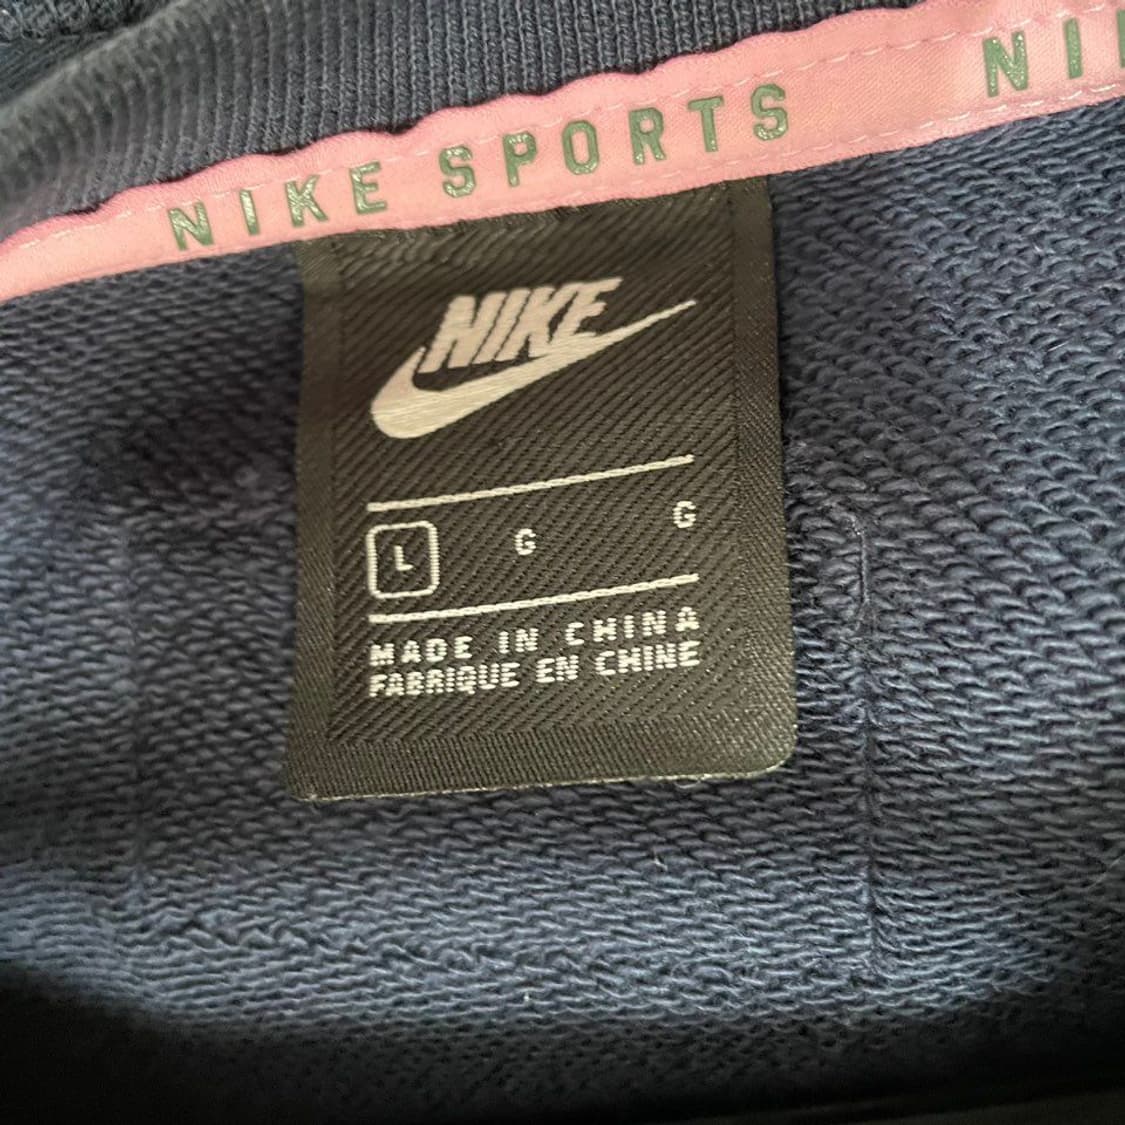 NIKE SPORTS NI
NIKE
L G G
MADE IN CHINA
FABRIQUE EN CHINE